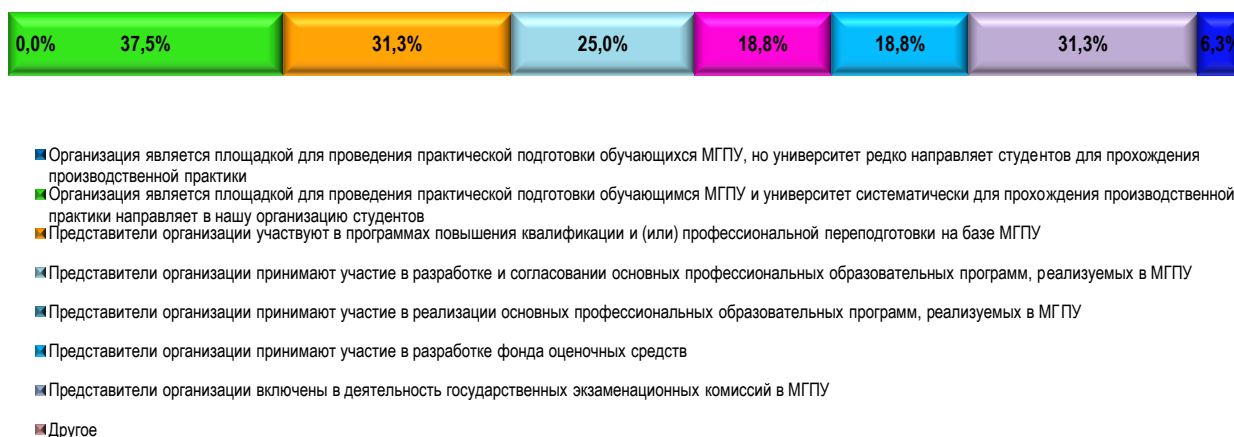 0,0% 37,5% 31,3% 25,0% 18,8% 18,8% 31,3% 6,3%
Организация является площадкой для проведения практической подготовки обучающихся МГПУ, но университет редко направляет студентов для прохождения
производственной практики
Организация является площадкой для проведения практической подготовки обучающимся МГПУ и университет систематически для прохождения производственной
практики направляет в нашу организацию студентов
Представители организации участвуют в программах повышения квалификации и (или) профессиональной переподготовки на базе МГПУ
Представители организации принимают участие в разработке и согласовании основных профессиональных образовательных программ, реализуемых в МГПУ
Представители организации принимают участие в реализации основных профессиональных образовательных программ, реализуемых в МГПУ
Представители организации принимают участие в разработке фонда оценочных средств
Представители организации включены в деятельность государственных экзаменационных комиссий в МГПУ
Другое